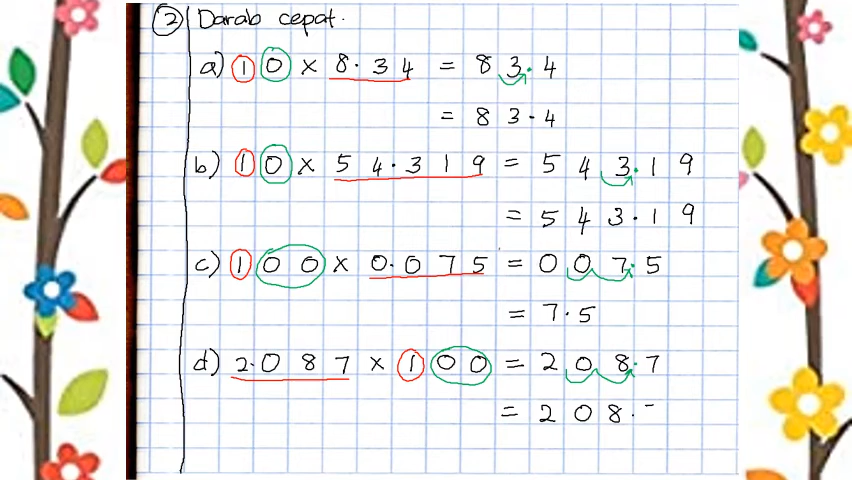 2 Darab cepat.
a) 10 × 8.34 = 83.4
= 83.4
b) 10 × 54.319 = 543.19
= 543.19
c) 100 × 0.075 = 007.5
= 7.5
d) 2.087 × 100 = 208.7
= 208.